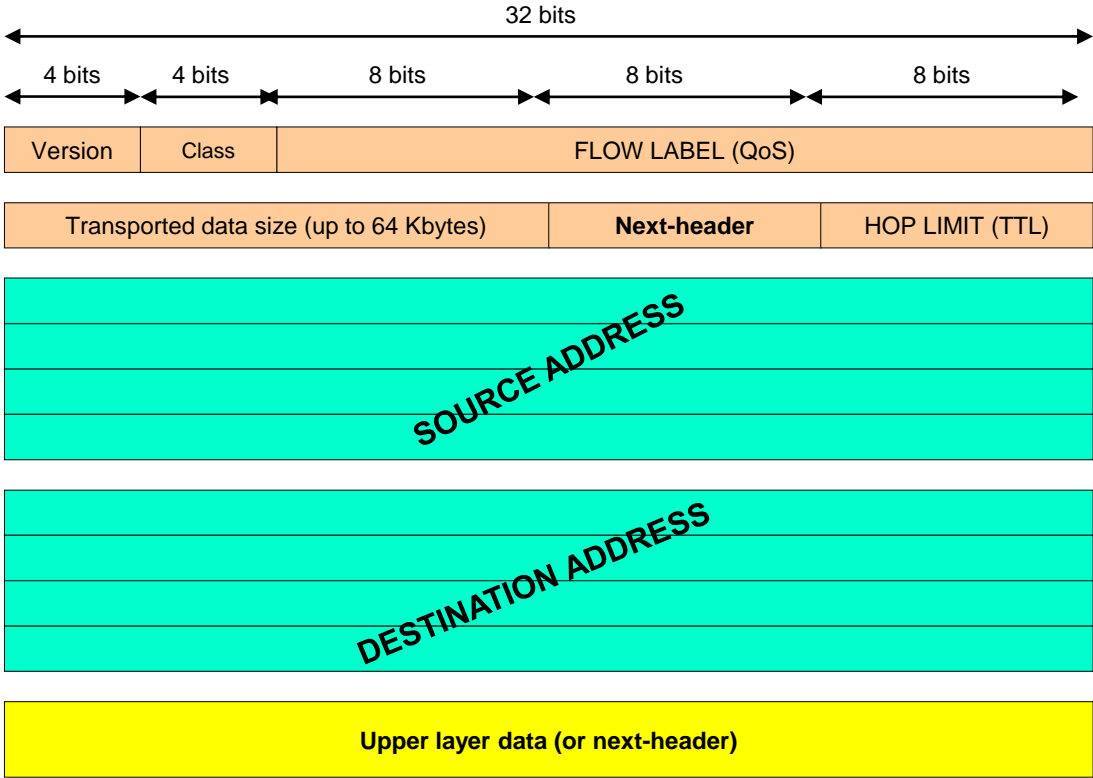 32 bits
4 bits 4 bits 8 bits 8 bits 8 bits
Version Class FLOW LABEL (QoS)
Transported data size (up to 64 Kbytes) Next-header HOP LIMIT (TTL)
SOURCE ADDRESS
DESTINATION ADDRESS
Upper layer data (or next-header)